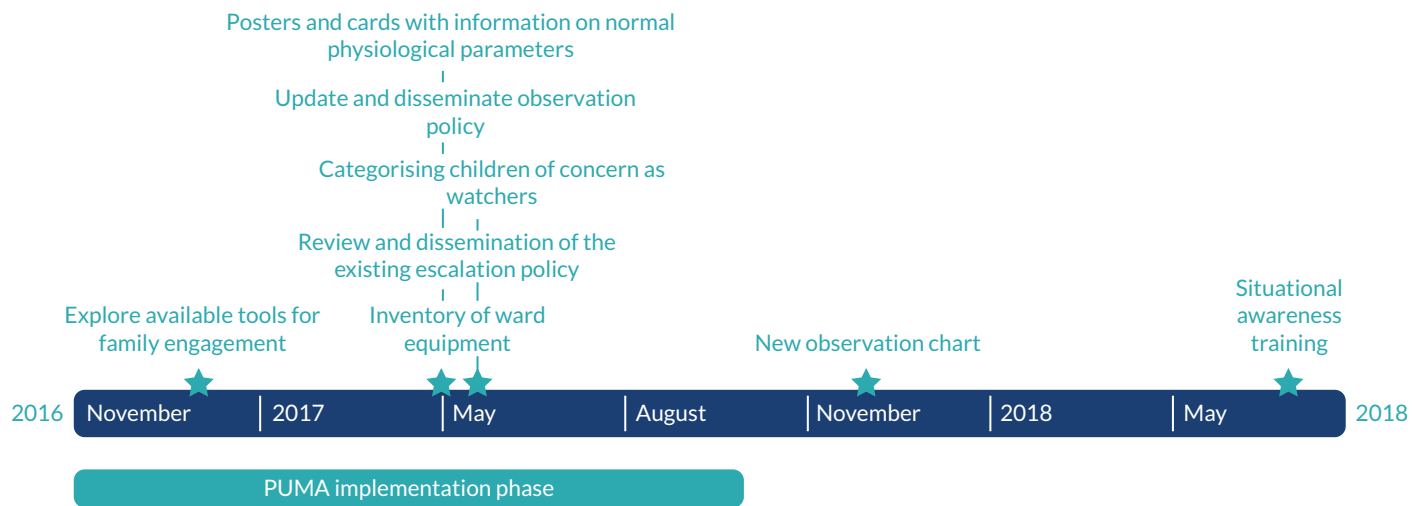 Posters and cards with information on normal
physiological parameters
Update and disseminate observation
policy
Categorising children of concern as
watchers
Review and dissemination of the
existing escalation policy
Explore available tools for
family engagement
Inventory of ward
equipment
New observation chart
Situational
awareness
training
2016
November
2017
May
August
November
2018
May
2018
PUMA implementation phase